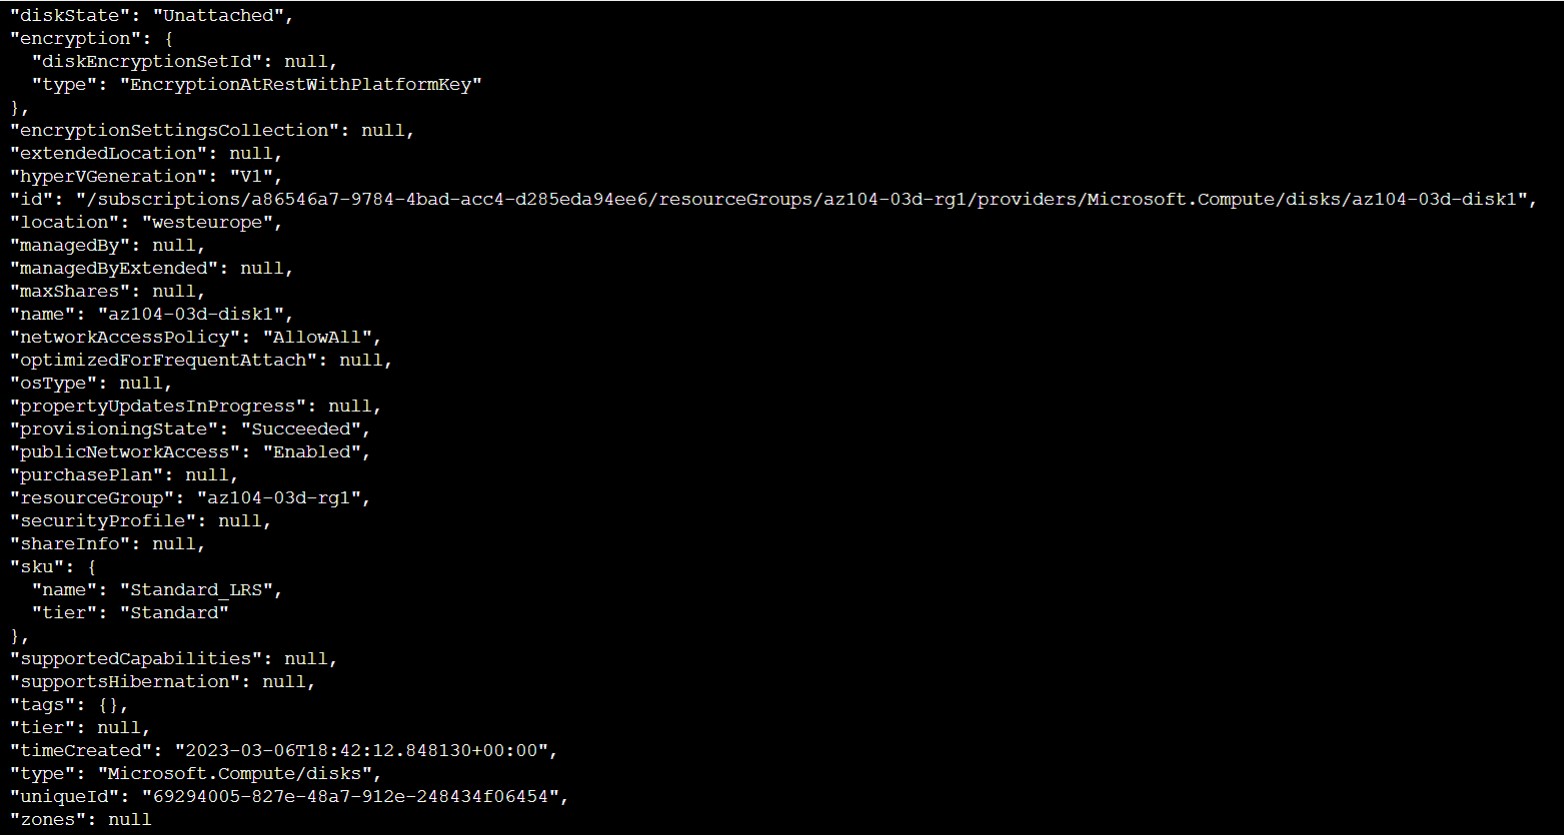 "diskState": "Unattached",
"encryption": {
"diskEncryptionSetId": null,
"type": "EncryptionAtRestWithPlatformKey"
},
"encryptionSettingsCollection": null,
"extendedLocation": null,
"hyperVGeneration": "V1",
"id": "/subscriptions/a86546a7-9784-4bad-acc4-d285eda94ee6/resourceGroups/az104-03d-rg1/providers/Microsoft.Compute/disks/az104-03d-disk1",
"location": "westeurope",
"managedBy": null,
"managedByExtended": null,
"maxShares": null,
"name": "az104-03d-disk1",
"networkAccessPolicy": "AllowAll",
"optimizedForFrequentAttach": null,
"osType": null,
"propertyUpdatesInProgress": null,
"provisioningState": "Succeeded",
"publicNetworkAccess": "Enabled",
"purchasePlan": null,
"resourceGroup": "az104-03d-rg1",
"securityProfile": null,
"shareInfo": null,
"sku": {
"name": "Standard_LRS",
"tier": "Standard"
},
"supportedCapabilities": null,
"supportsHibernation": null,
"tags": {},
"tier": null,
"timeCreated": "2023-03-06T18:42:12.848130+00:00",
"type": "Microsoft.Compute/disks",
"uniqueId": "69294005-827e-48a7-912e-248434f06454",
"zones": null